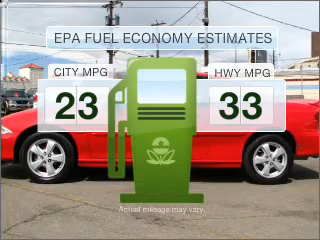 EPA FUEL ECONOMY ESTIMATES
CITY MPG
HWY MPG
23
33
Actual mileage may vary.